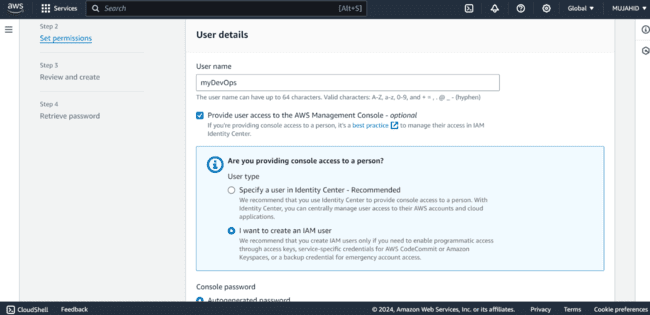 aws
Services
Search
[Alt+S]
Global
MUJAHID
Step 2
Set permissions
Step 3
Review and create
Step 4
Retrieve password
User details
User name
myDevOps
The user name can have up to 64 characters. Valid characters: A-Z, a-z, 0-9, and + = , . @ _ - (hyphen)
Provide user access to the AWS Management Console - optional
If you're providing console access to a person, it's a best practice to manage their access in IAM
Identity Center.
Are you providing console access to a person?
User type
Specify a user in Identity Center - Recommended
We recommend that you use Identity Center to provide console access to a person. With
Identity Center, you can centrally manage user access to their AWS accounts and cloud
applications.
I want to create an IAM user
We recommend that you create IAM users only if you need to enable programmatic access
through access keys, service-specific credentials for AWS CodeCommit or Amazon
Keyspaces, or a backup credential for emergency account access.
Console password
Autogenerated password
CloudShell
Feedback
© 2024, Amazon Web Services, Inc. or its affiliates.
Privacy
Terms
Cookie preferences